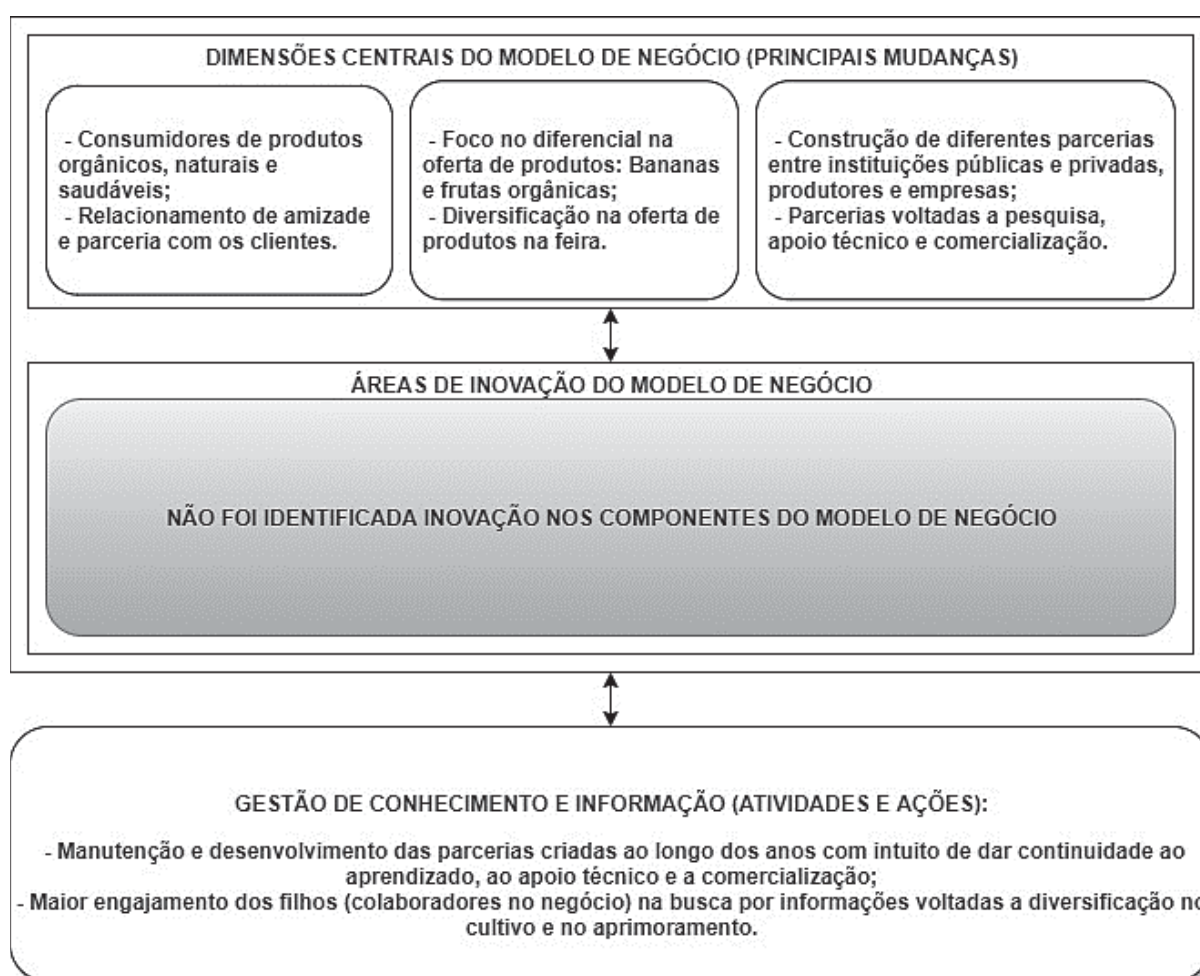 DIMENSÕES CENTRAIS DO MODELO DE NEGÓCIO (PRINCIPAIS MUDANÇAS)
- Consumidores de produtos
orgânicos, naturais e
saudáveis;
- Relacionamento de amizade
e parceria com os clientes.
- Foco no diferencial na
oferta de produtos: Bananas
e frutas orgânicas;
- Diversificação na oferta de
produtos na feira.
- Construção de diferentes parcerias
entre instituições públicas e privadas,
produtores e empresas;
- Parcerias voltadas a pesquisa,
apoio técnico e comercialização.
ÁREAS DE INOVAÇÃO DO MODELO DE NEGÓCIO
NÃO FOI IDENTIFICADA INOVAÇÃO NOS COMPONENTES DO MODELO DE NEGÓCIO
GESTÃO DE CONHECIMENTO E INFORMAÇÃO (ATIVIDADES E AÇÕES):
- Manutenção e desenvolvimento das parcerias criadas ao longo dos anos com intuito de dar continuidade ao
aprendizado, ao apoio técnico e a comercialização;
- Maior engajamento dos filhos (colaboradores no negócio) na busca por informações voltadas a diversificação no
cultivo e no aprimoramento.